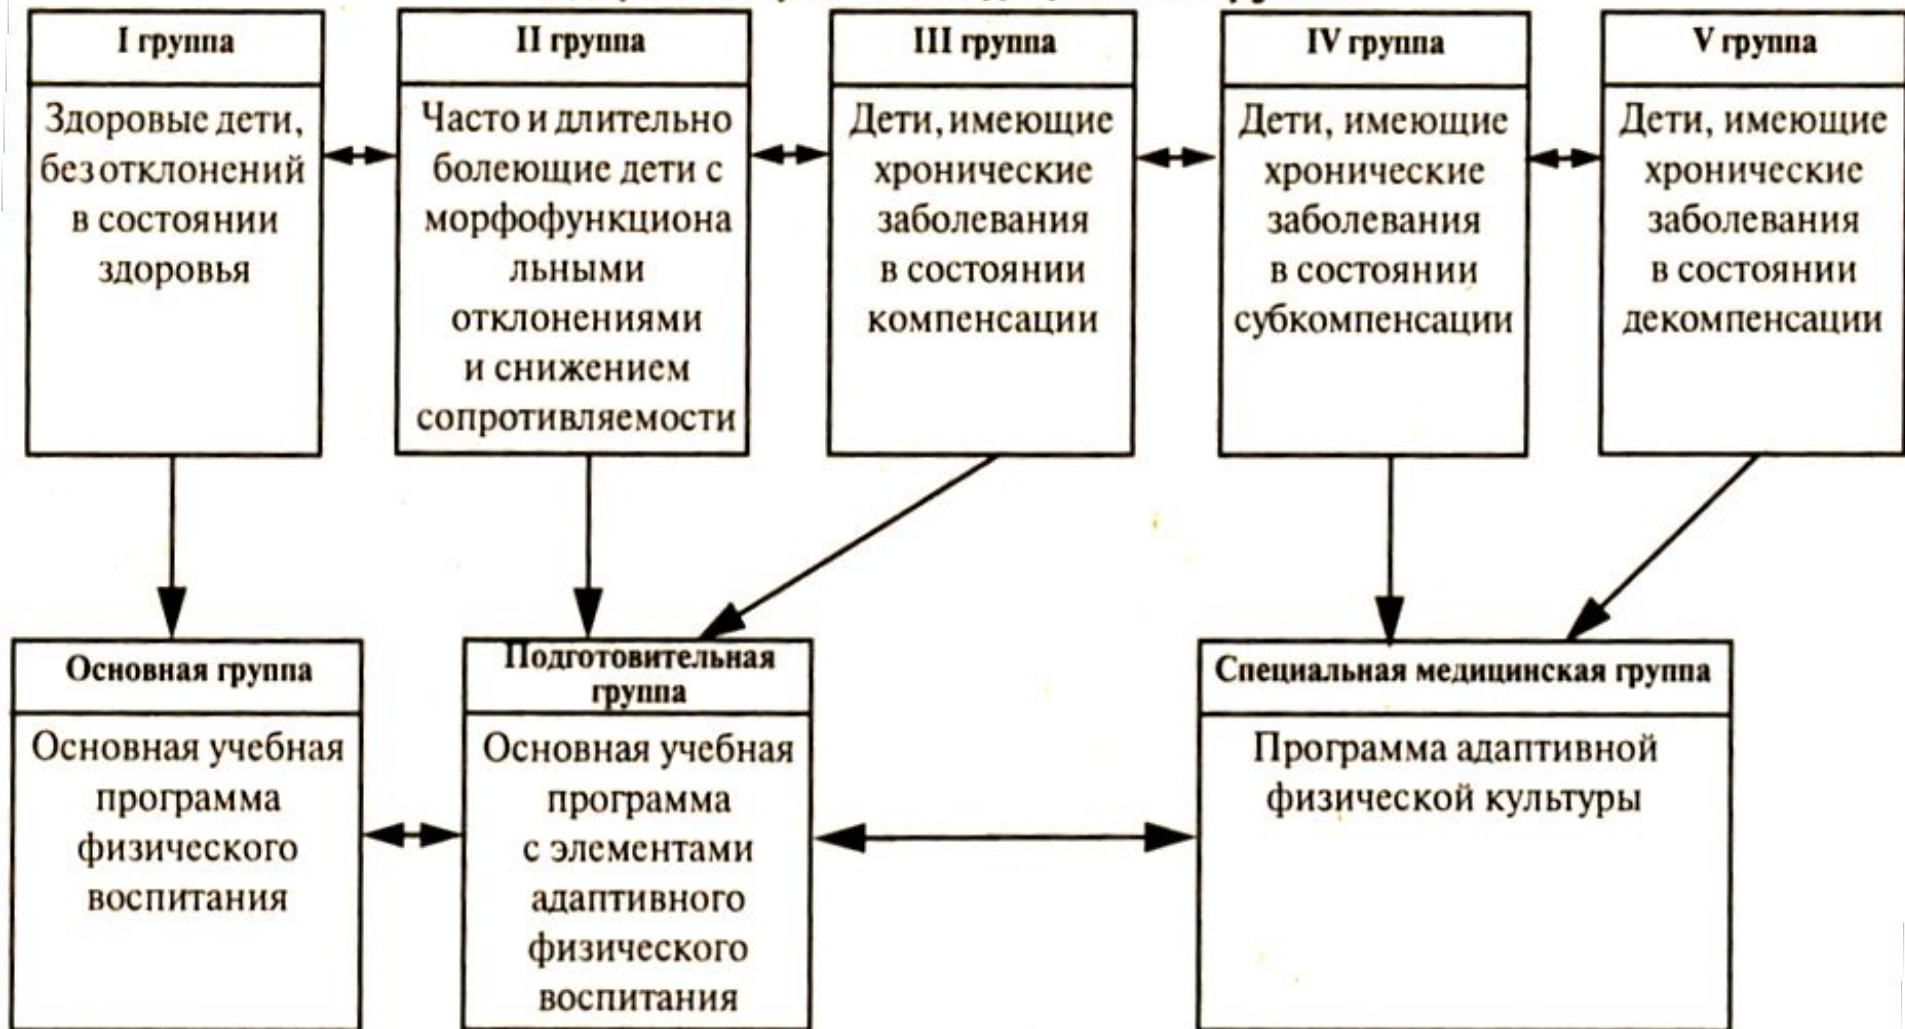 I группа
Здоровые дети,
без отклонений
в состоянии
здоровья
II группа
Часто и длительно
болеющие дети с
морфофункциона
льными
отклонениями
и снижением
сопротивляемости
III группа
Дети, имеющие
хронические
заболевания
в состоянии
компенсации
IV группа
Дети, имеющие
хронические
заболевания
в состоянии
субкомпенсации
V группа
Дети, имеющие
хронические
заболевания
в состоянии
декомпенсации
Основная группа
Основная учебная
программа
физического
воспитания
Подготовительная
группа
Основная учебная
программа
с элементами
адаптивного
физического
воспитания
Специальная медицинская группа
Программа адаптивной
физической культуры